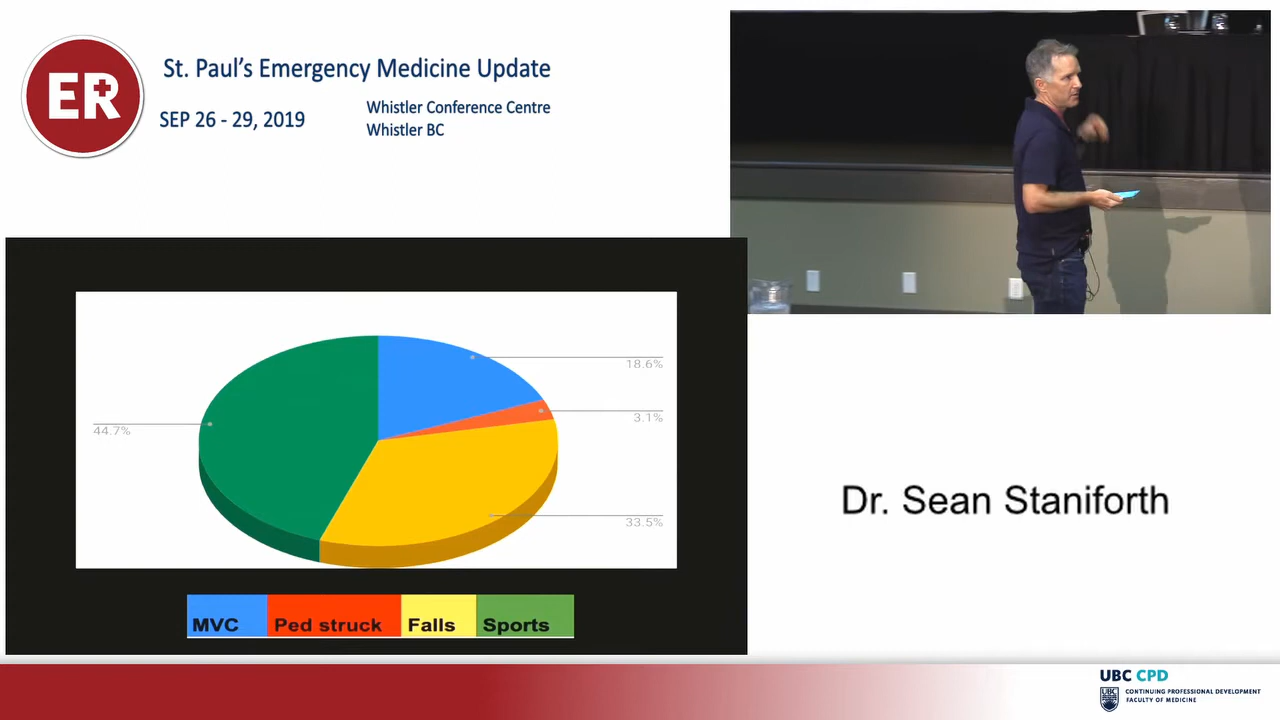 ER
St. Paul's Emergency Medicine Update
SEP 26 - 29, 2019
Whistler Conference Centre
Whistler BC
18.6%
3.1%
44.7%
33.5%
MVC
Ped struck
Falls
Sports
Dr. Sean Staniforth
UBC CPD
UBC
CONTINUING PROFESSIONAL DEVELOPMENT
FACULTY OF MEDICINE